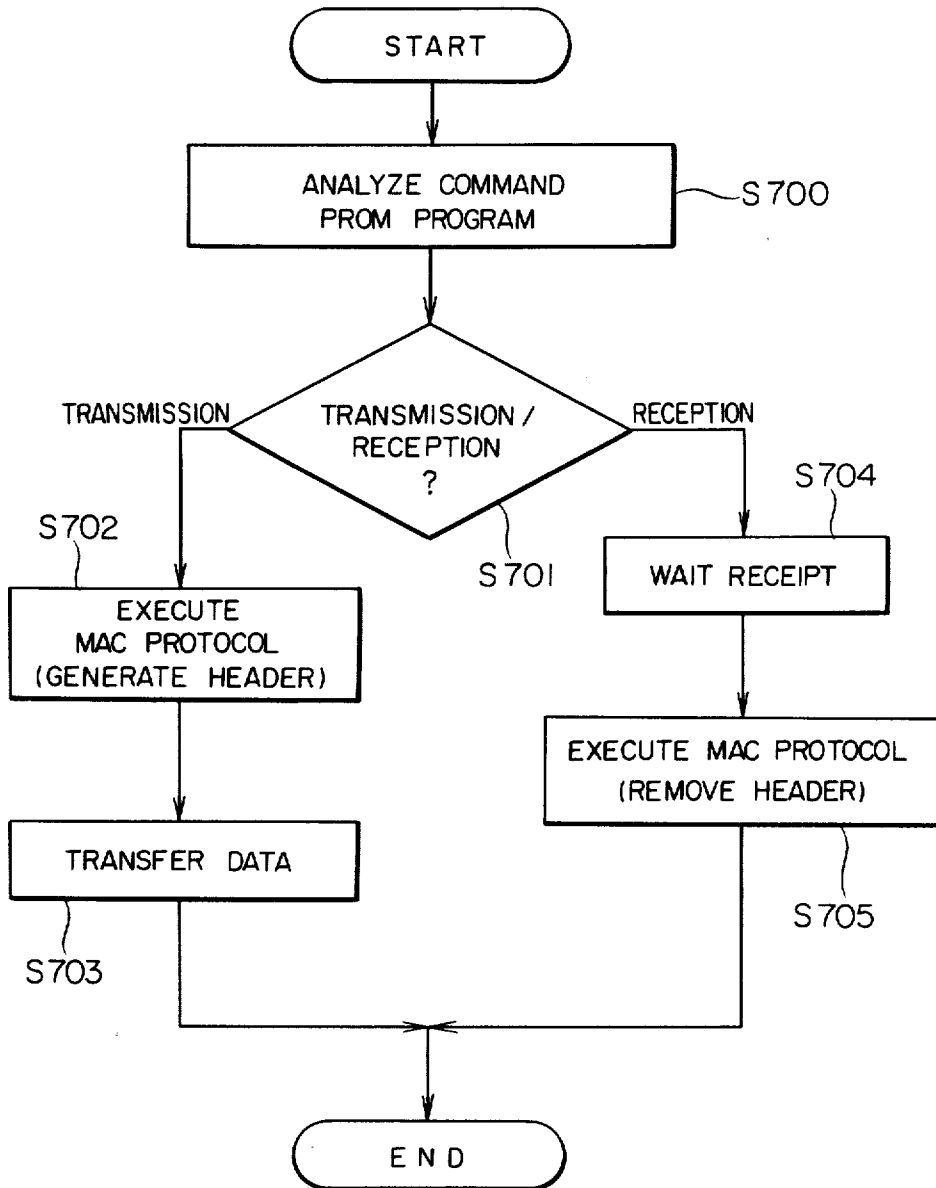 START
ANALYZE COMMAND
PROM PROGRAM
S700
TRANSMISSION
TRANSMISSION/
RECEPTION
?
RECEPTION
S701
S702
EXECUTE
MAC PROTOCOL
(GENERATE HEADER)
S704
WAIT RECEIPT
TRANSFER DATA
S703
EXECUTE MAC PROTOCOL
(REMOVE HEADER)
S705
END